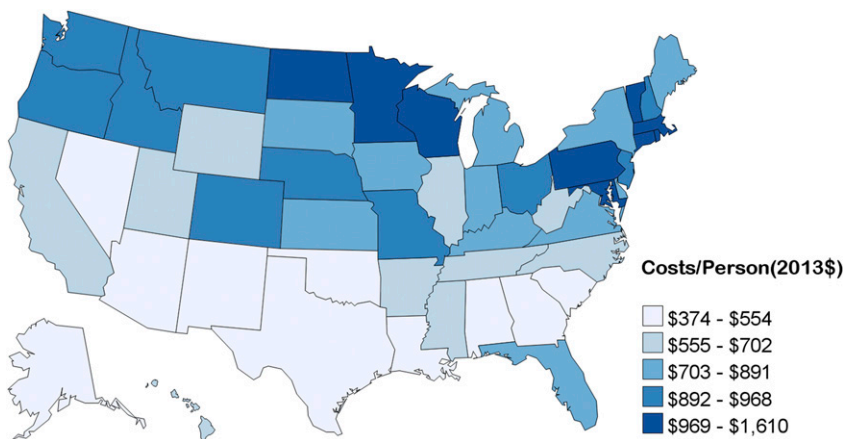 Costs/Person(2013$)
$374 - $554
$555 - $702
$703 - $891
$892 - $968
$969 - $1,610